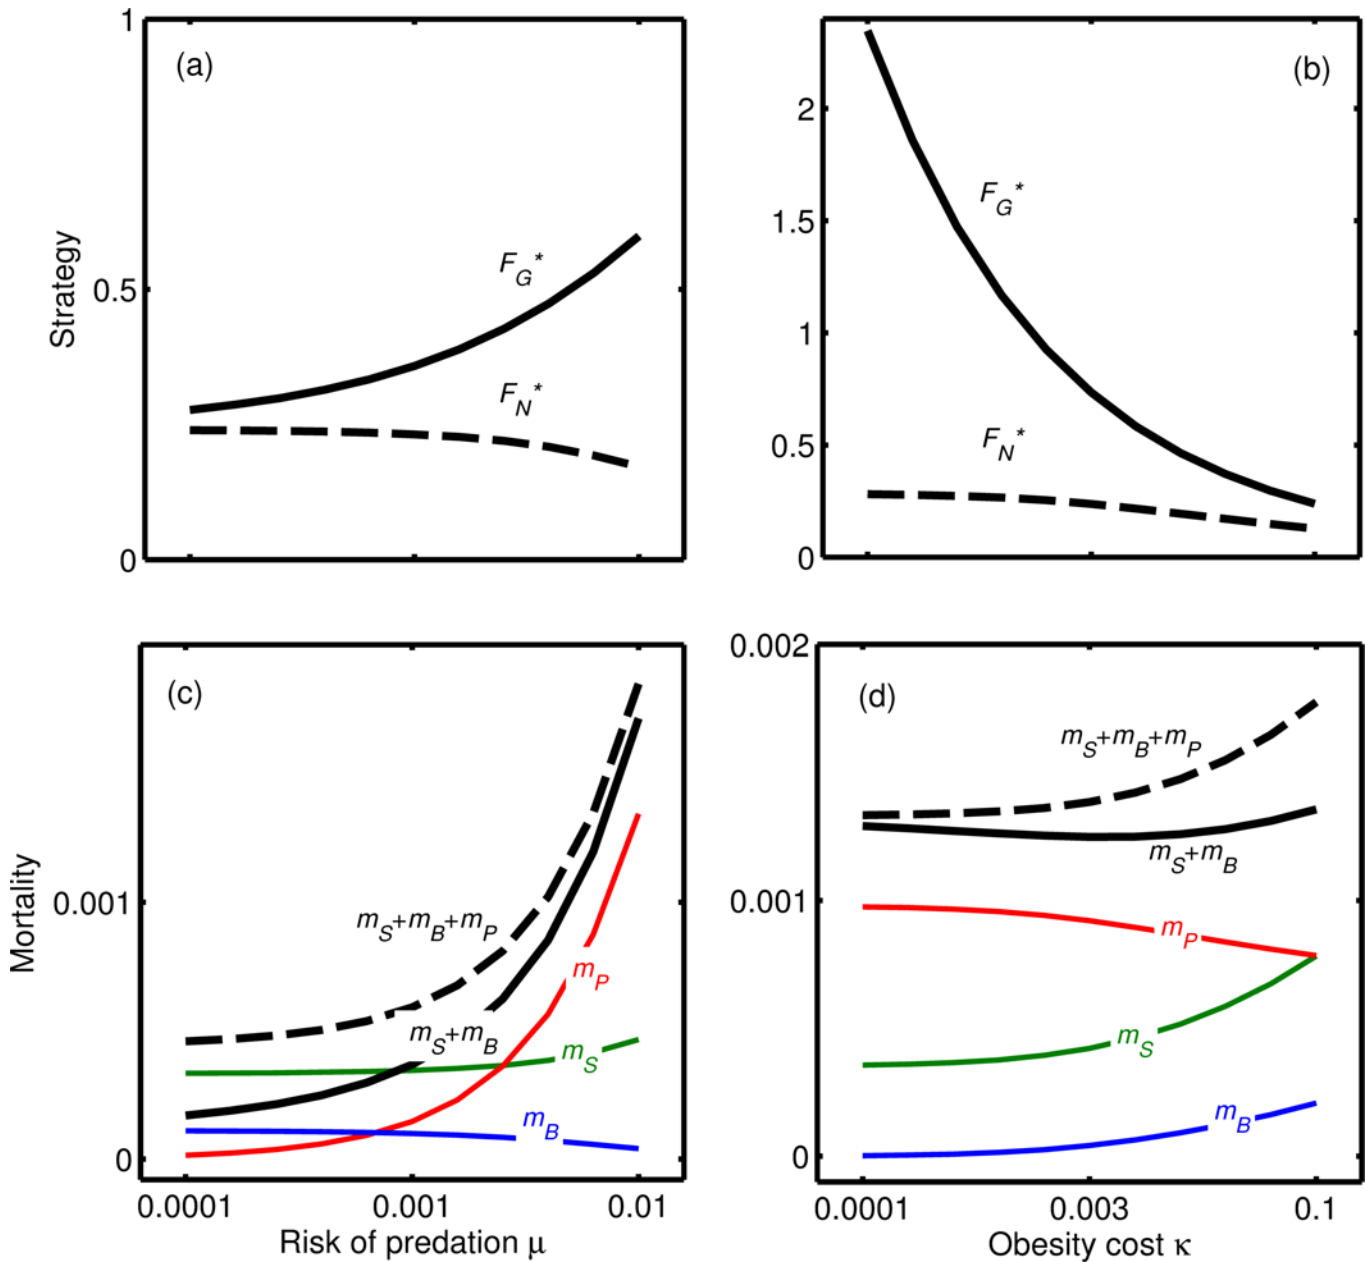 1
(a)
F_G*
0.5
F_N*
0
Strategy
(b)
2
1.5
1
0.5
0
F_G*
F_N*
(c)
m_S+m_B+m_P
0.001
m_P
m_S+m_B
m_S
m_B
0
0.0001 0.001 0.01
Risk of predation μ
Mortality
0.002
(d)
m_S+m_B+m_P
m_S+m_B
0.001
m_P
m_S
m_B
0
0.0001 0.003 0.1
Obesity cost κ